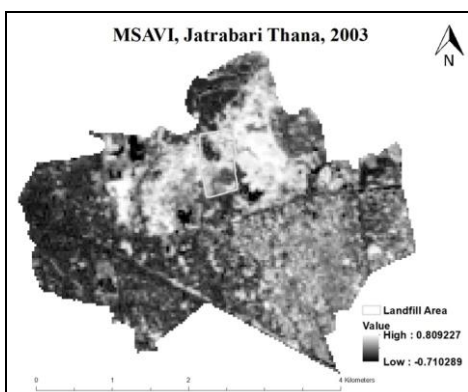 MSAVI, Jatrabari Thana, 2003
N
Landfill Area
Value
High : 0.809227
Low : -0.710289
0 1 2 4 Kilometers